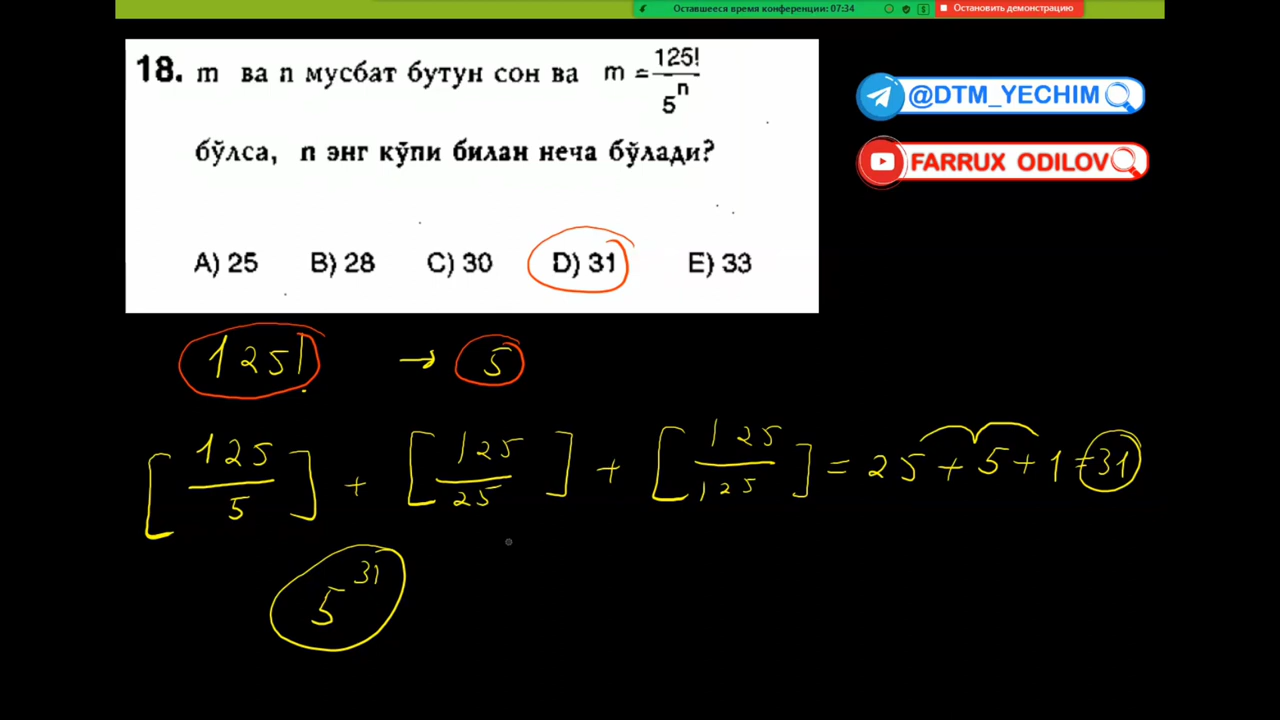 Оставшееся время конференции: 07:34
Остановить демонстрацию
18. m ва n мусбат бутун сон ва m = 125!/5^n
бўлса, n энг кўпи билан неча бўлади?
A) 25 B) 28 C) 30 D) 31 E) 33
@DTM_YECHIM
FARRUX ODILOV
125! → 5
[125/5] + [125/25] + [125/125] = 25 + 5 + 1 = 31
5^31